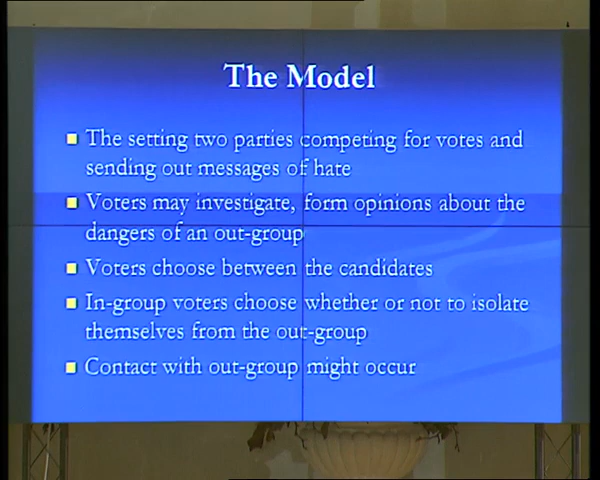 The Model
The setting two parties competing for votes and
sending out messages of hate
Voters may investigate, form opinions about the
dangers of an out-group
Voters choose between the candidates
In-group voters choose whether or not to isolate
themselves from the out-group
Contact with out-group might occur